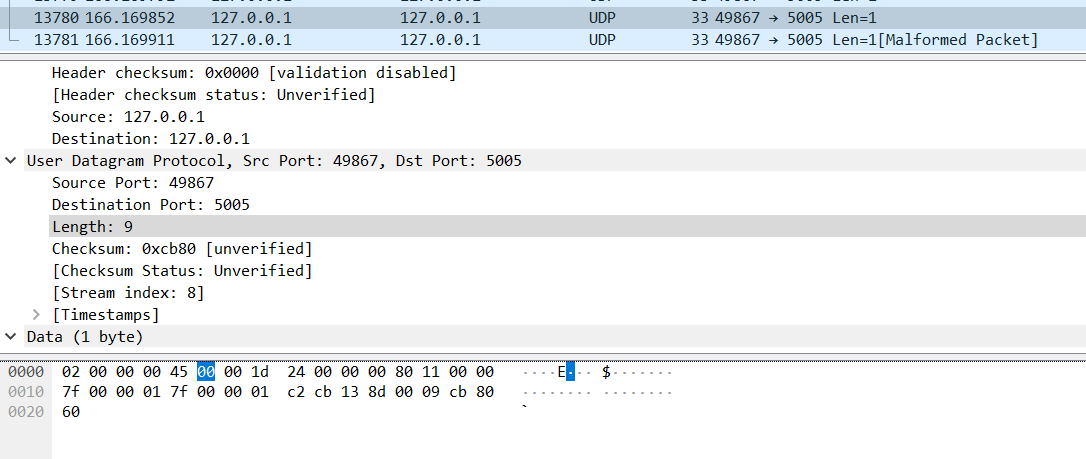 13780 166.169852 127.0.0.1 127.0.0.1 UDP 33 49867 → 5005 Len=1
13781 166.169911 127.0.0.1 127.0.0.1 UDP 33 49867 → 5005 Len=1[Malformed Packet]
Header checksum: 0x0000 [validation disabled]
[Header checksum status: Unverified]
Source: 127.0.0.1
Destination: 127.0.0.1
User Datagram Protocol, Src Port: 49867, Dst Port: 5005
Source Port: 49867
Destination Port: 5005
Length: 9
Checksum: 0xcb80 [unverified]
[Checksum Status: Unverified]
[Stream index: 8]
[Timestamps]
Data (1 byte)
0000 02 00 00 00 45 00 00 1d 24 00 00 00 80 11 00 00 ····E·· ·$·······
0010 7f 00 00 01 7f 00 00 01 c2 cb 13 8d 00 09 cb 80 ········ ········
0020 60 `